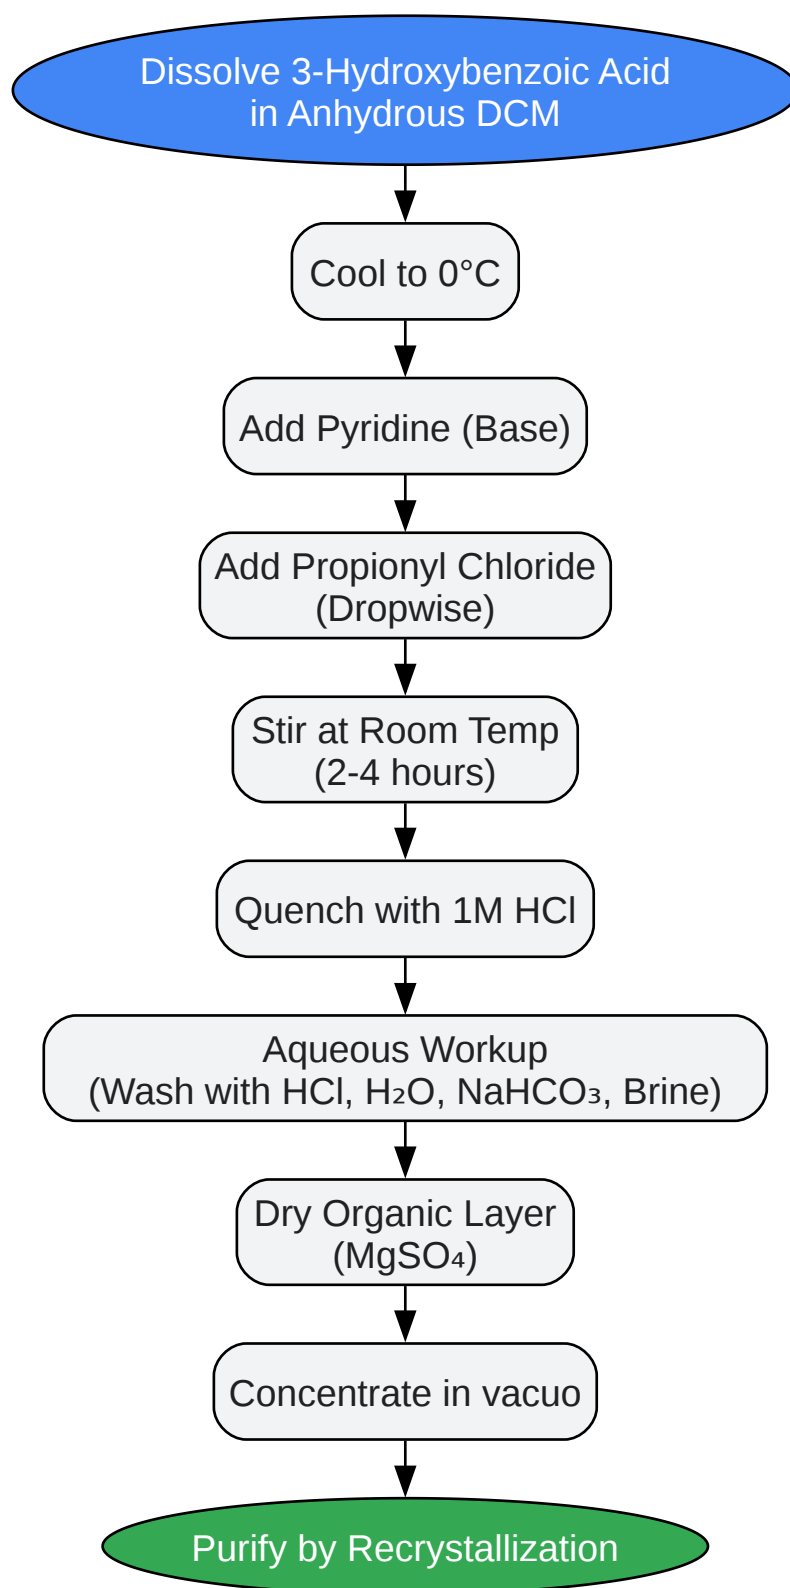 Dissolve 3-Hydroxybenzoic Acid
in Anhydrous DCM
Cool to 0°C
Add Pyridine (Base)
Add Propionyl Chloride
(Dropwise)
Stir at Room Temp
(2-4 hours)
Quench with 1M HCl
Aqueous Workup
(Wash with HCl, H₂O, NaHCO₃, Brine)
Dry Organic Layer
(MgSO₄)
Concentrate in vacuo
Purify by Recrystallization